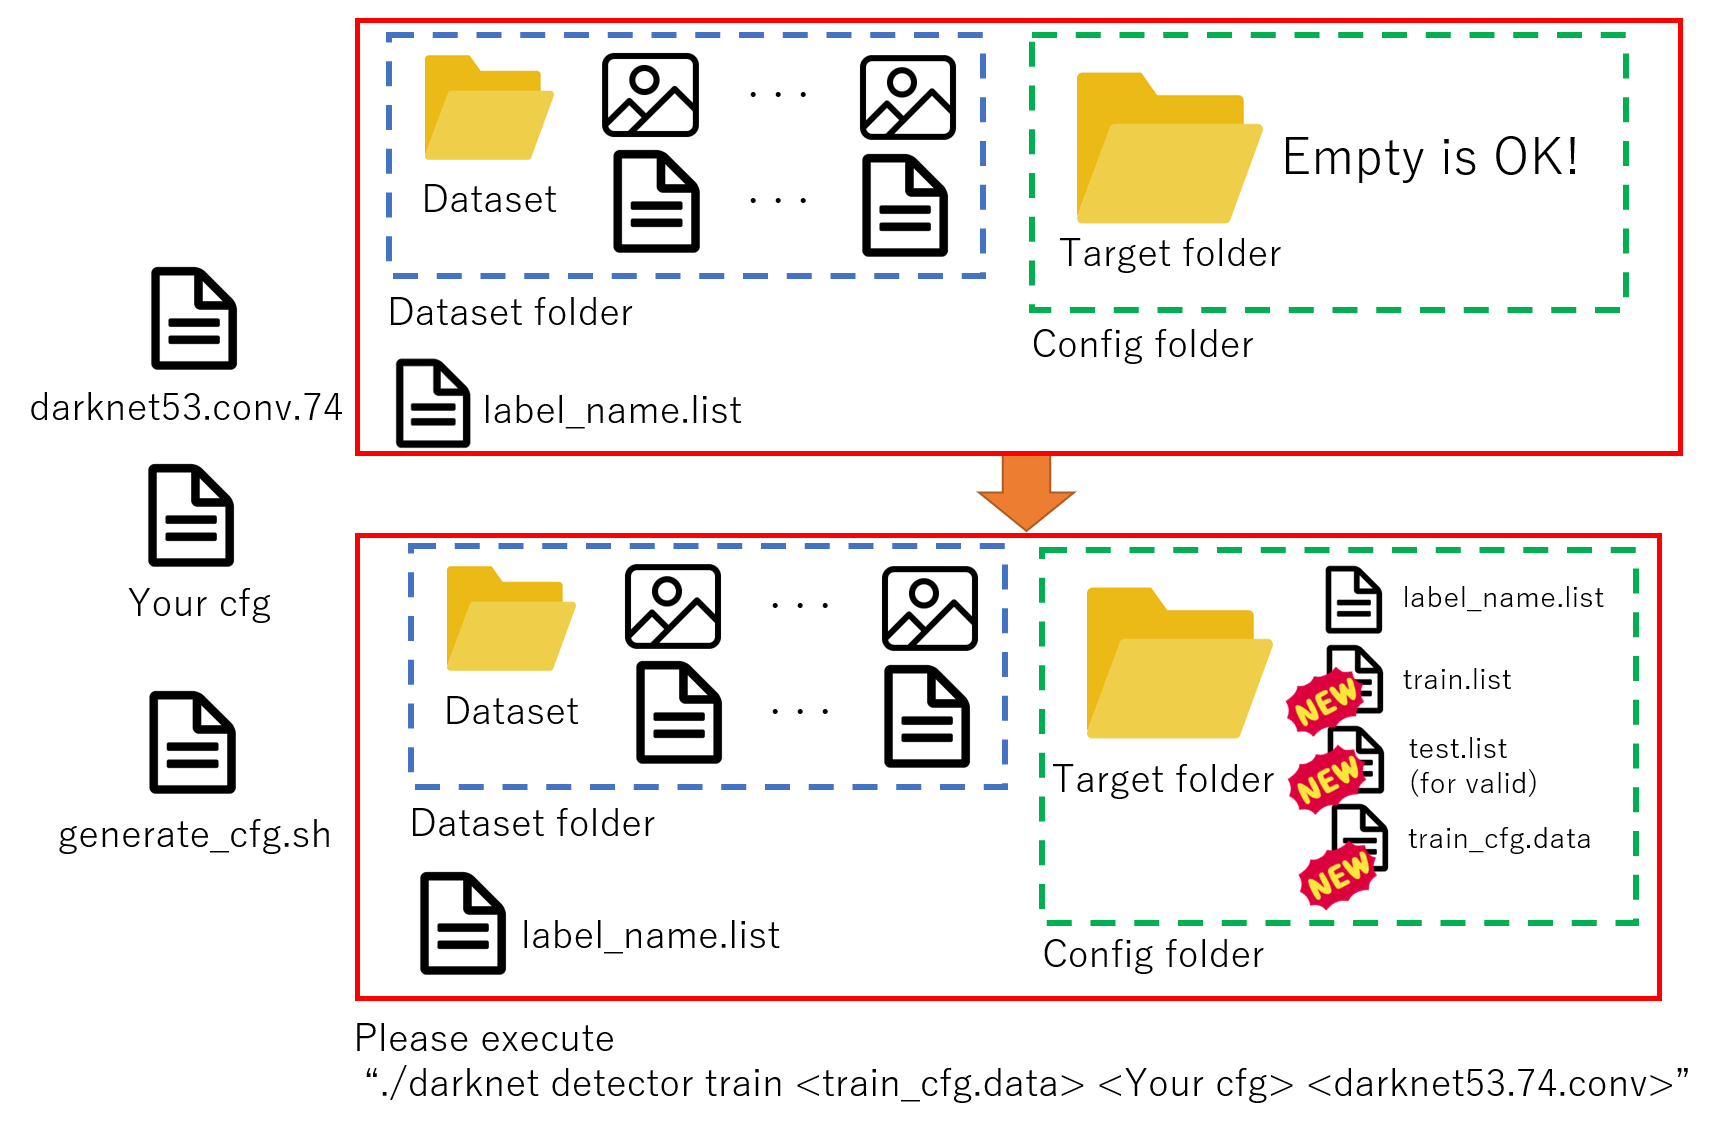 Dataset
· · ·
· · ·
Dataset folder
label_name.list
Empty is OK!
Target folder
Config folder
darknet53.conv.74
Your cfg
generate_cfg.sh
Dataset
· · ·
· · ·
Dataset folder
label_name.list
Target folder
label_name.list
NEW
train.list
NEW
test.list
(for valid)
NEW
train_cfg.data
Config folder
Please execute
“./darknet detector train <train_cfg.data> <Your cfg> <darknet53.74.conv>”